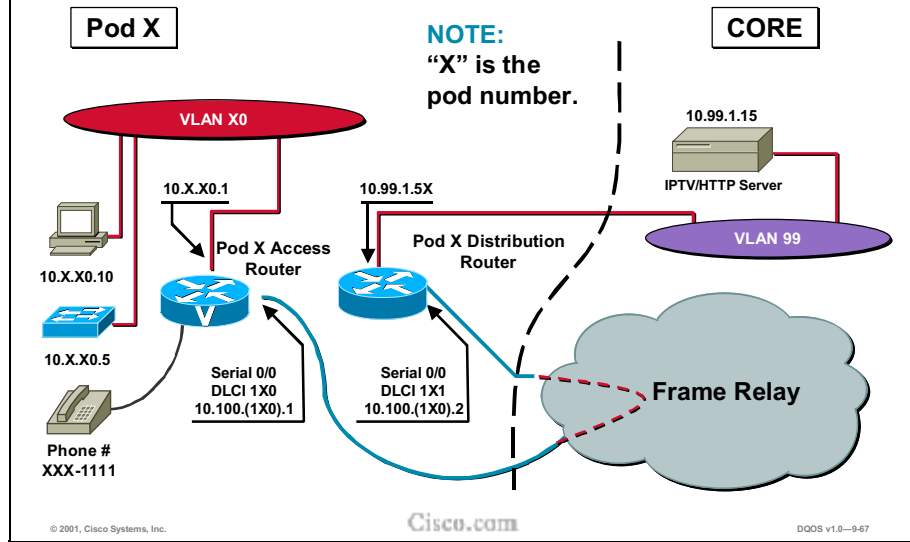 Pod X
NOTE:
“X” is the
pod number.
CORE
VLAN X0
10.99.1.15
IPTV/HTTP Server
10.X.X0.1
10.99.1.5X
VLAN 99
Pod X Access
Router
Pod X Distribution
Router
10.X.X0.10
V
10.X.X0.5
Serial 0/0
DLCI 1X0
10.100.(1X0).1
Serial 0/0
DLCI 1X1
10.100.(1X0).2
Frame Relay
Phone #
XXX-1111
© 2001, Cisco Systems, Inc.
Cisco.com
DQOS v1.0—9-67